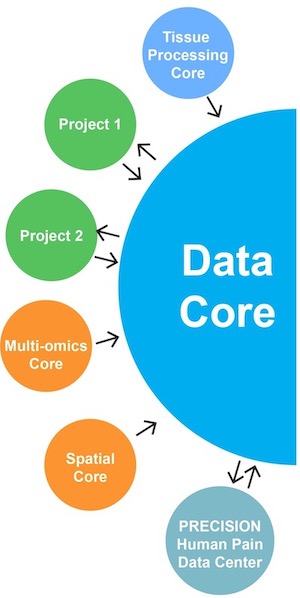 Tissue
Processing
Core
Project 1
Project 2
Data
Core
Multi-omics
Core
Spatial
Core
PRECISION
Human Pain
Data Center